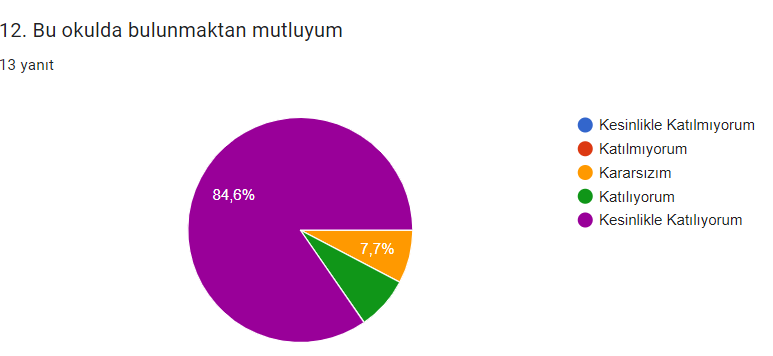 12. Bu okulda bulunmaktan mutluyum
13 yanıt
84,6%
7,7%
Kesinlikle Katılmıyorum
Katılmıyorum
Kararsızım
Katılıyorum
Kesinlikle Katılıyorum